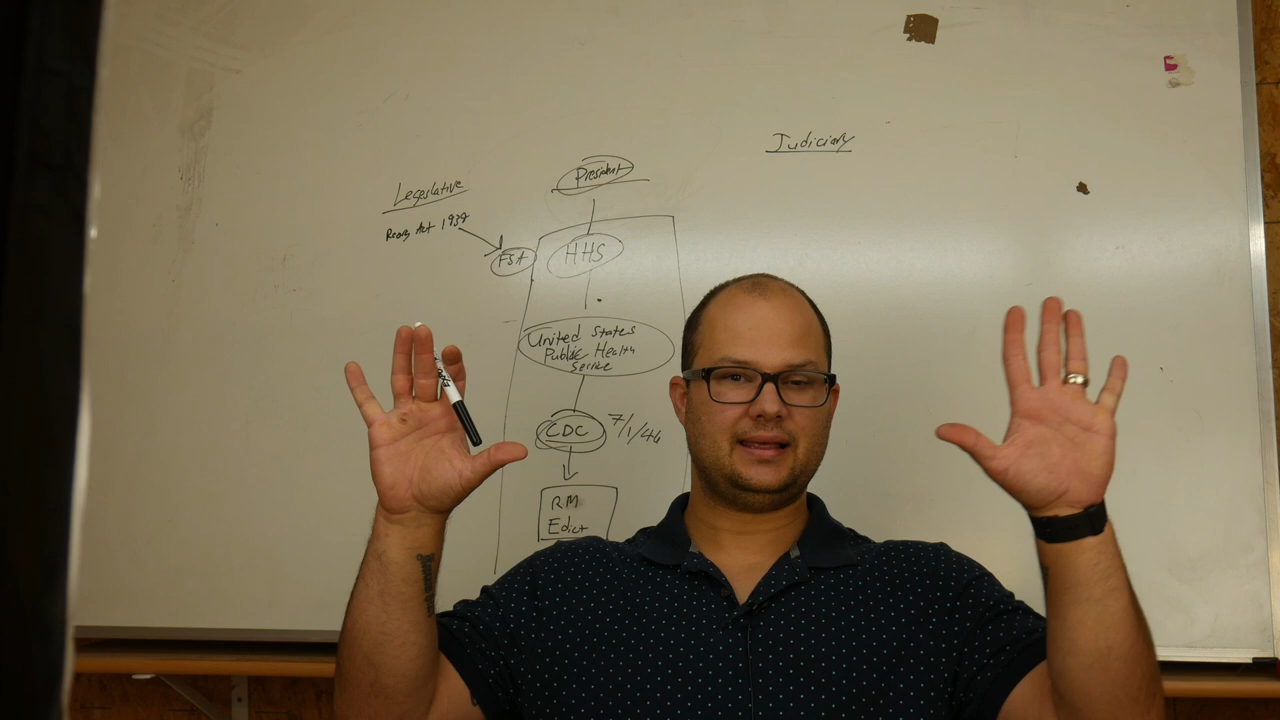 Judiciary
President
Legislative
Reorg Act 1939
FSA
HHS
United States
Public Health
Service
CDC
7/1/46
RM
Edict